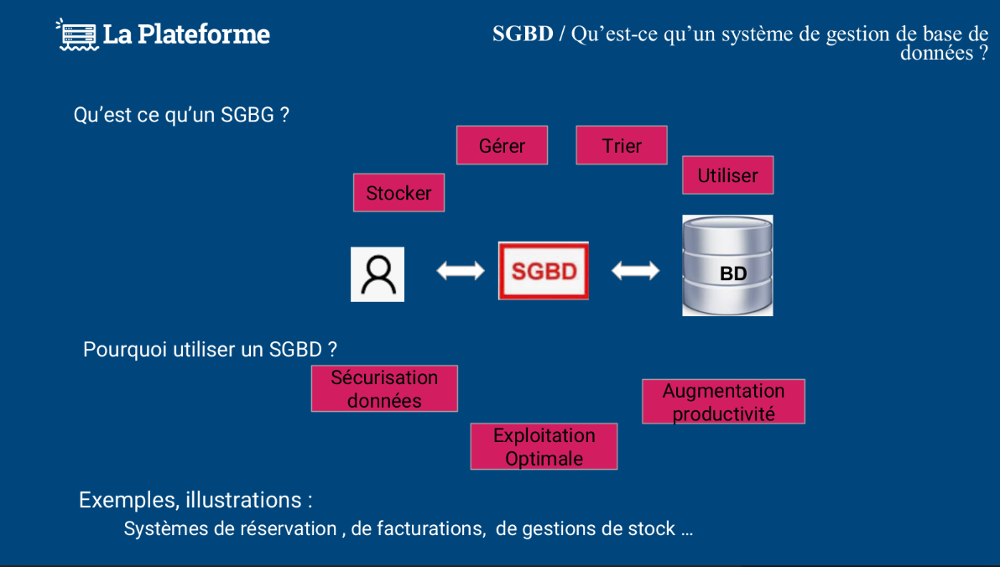 La Plateforme
SGBD / Qu’est-ce qu’un système de gestion de base de
données ?
Qu’est ce qu’un SGBG ?
Gérer
Trier
Utiliser
Stocker
SGBD
BD
Pourquoi utiliser un SGBD ?
Sécurisation
données
Augmentation
productivité
Exploitation
Optimale
Exemples, illustrations :
Systèmes de réservation , de facturations, de gestions de stock ...